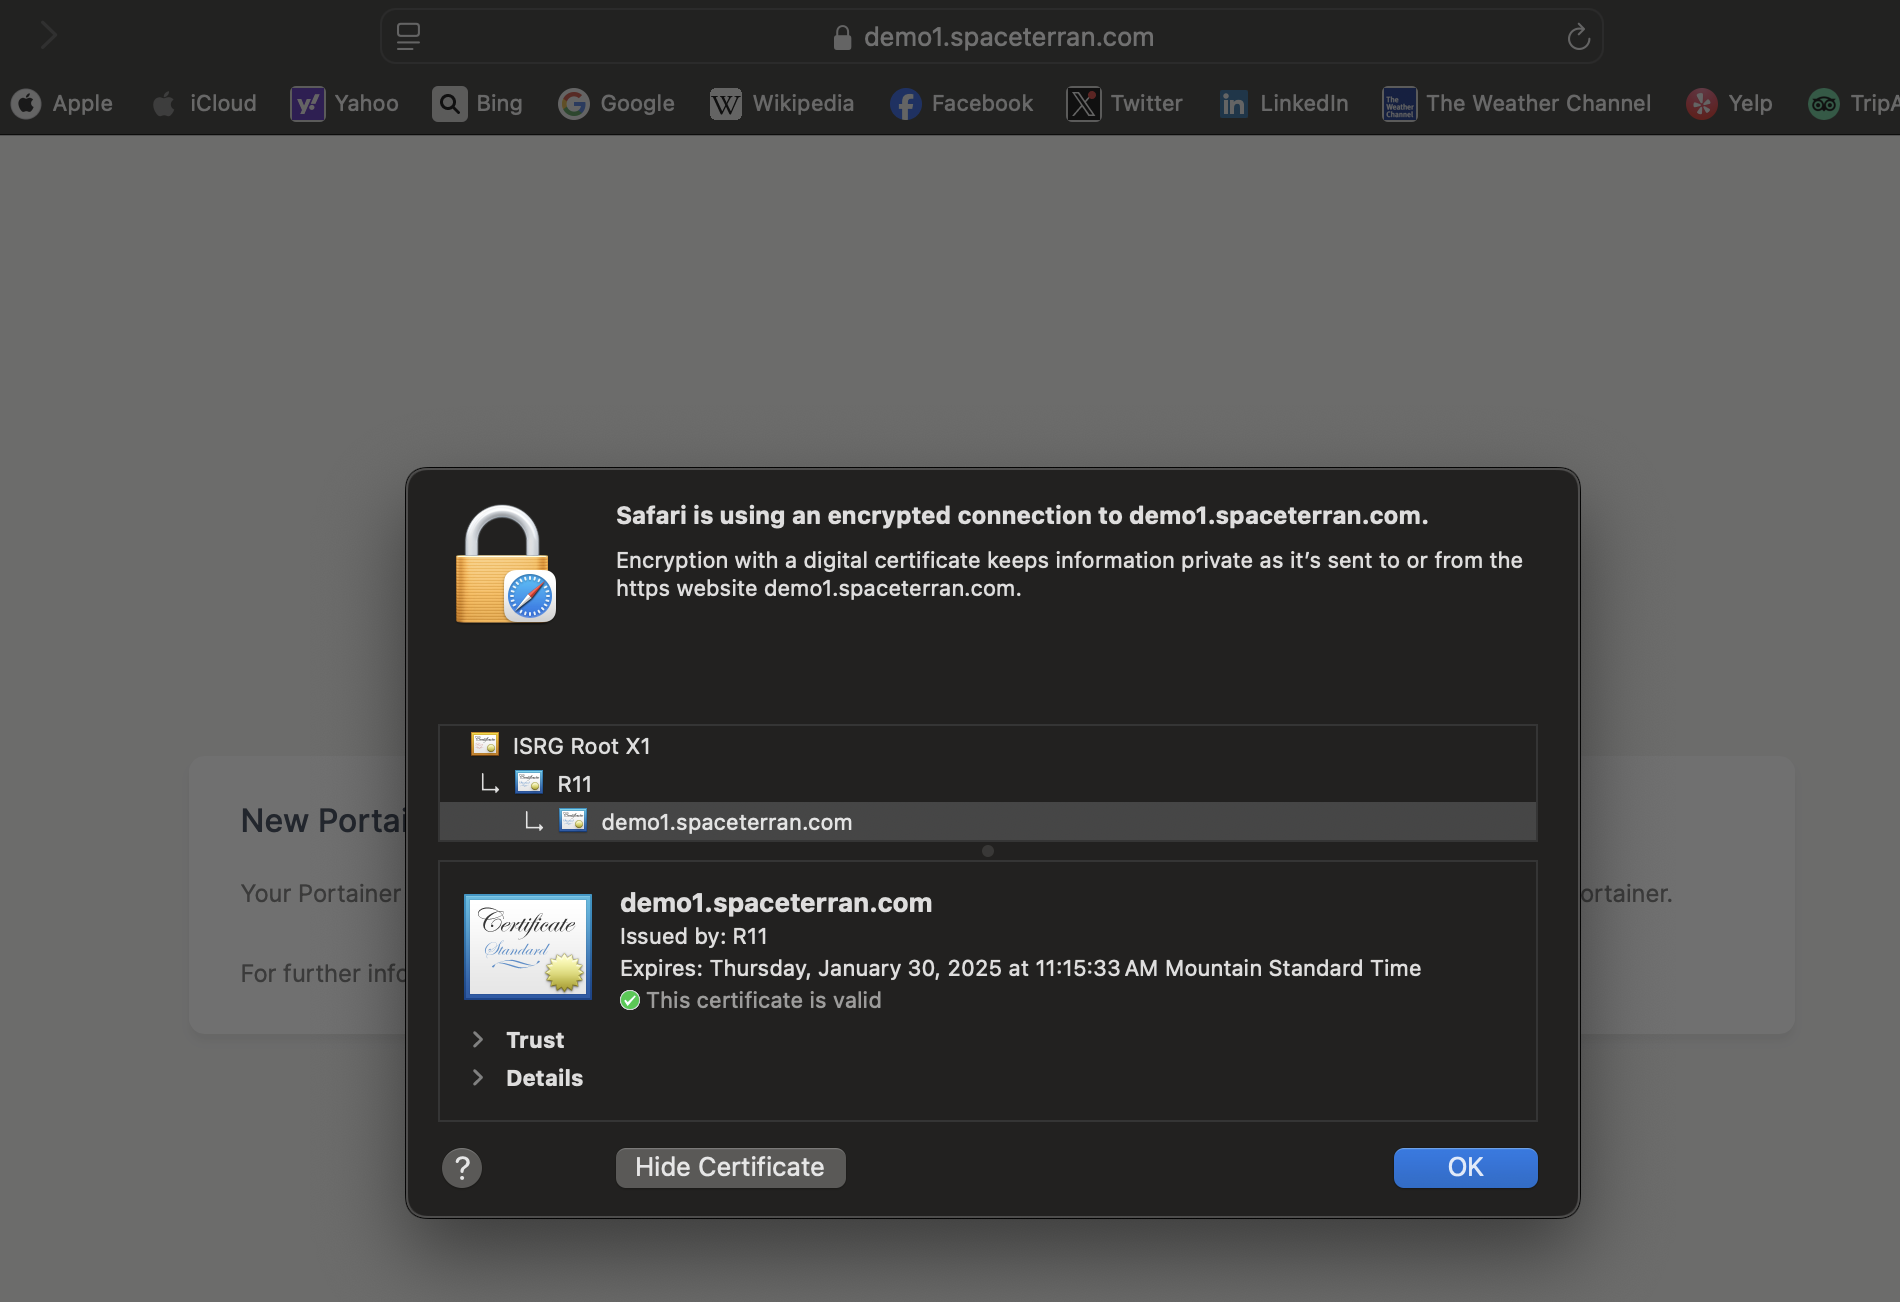 demo1.spaceterran.com
Apple
iCloud
Yahoo
Bing
Google
Wikipedia
Facebook
Twitter
LinkedIn
The Weather Channel
The Weather Channel
Yelp
TripA
Safari is using an encrypted connection to demo1.spaceterran.com.
Encryption with a digital certificate keeps information private as it’s sent to or from the
https website demo1.spaceterran.com.
ISRG Root X1
R11
demo1.spaceterran.com
New Portai
Your Portainer
ortainer.
For further info
Certificate
Standard
demo1.spaceterran.com
Issued by: R11
Expires: Thursday, January 30, 2025 at 11:15:33 AM Mountain Standard Time
This certificate is valid
Trust
Details
?
Hide Certificate
OK